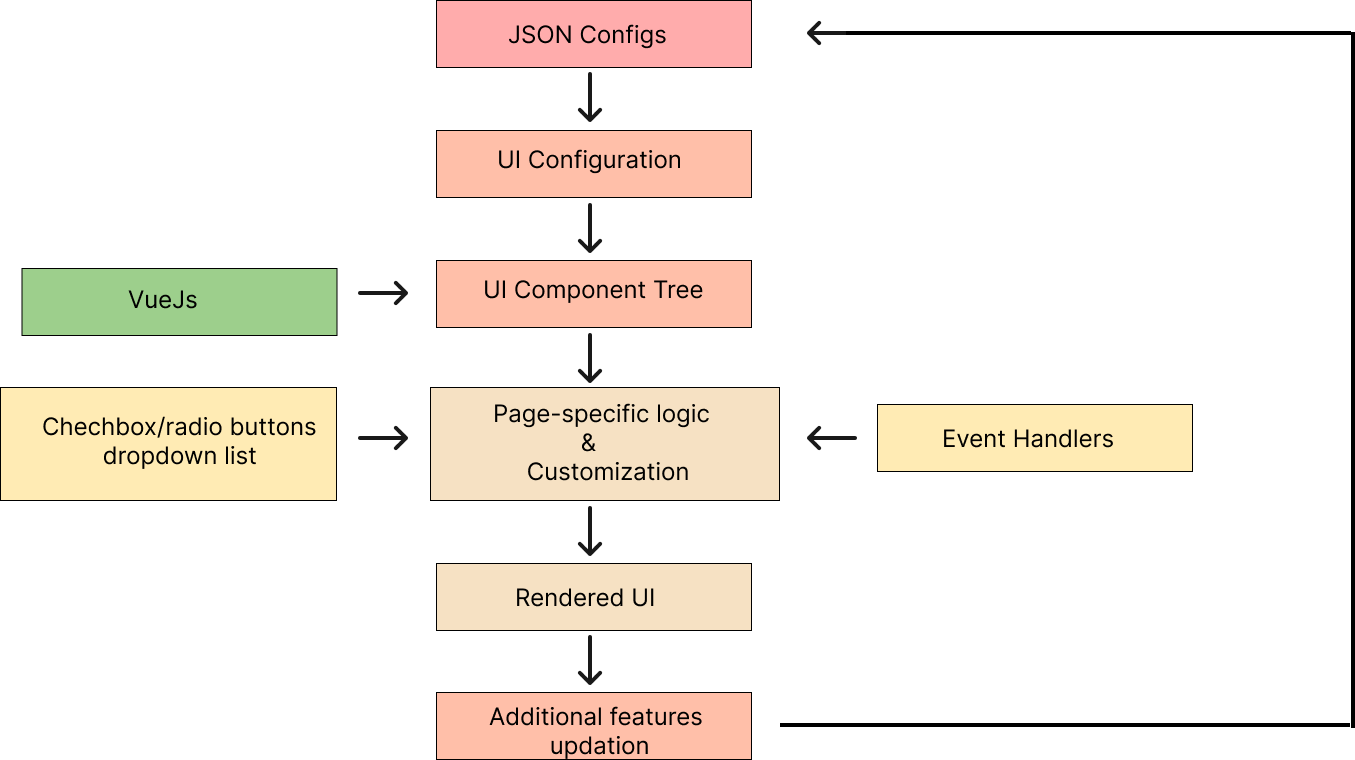 JSON Configs
UI Configuration
VueJs
UI Component Tree
Chechbox/radio buttons
dropdown list
Page-specific logic
&
Customization
Event Handlers
Rendered UI
Additional features
updation